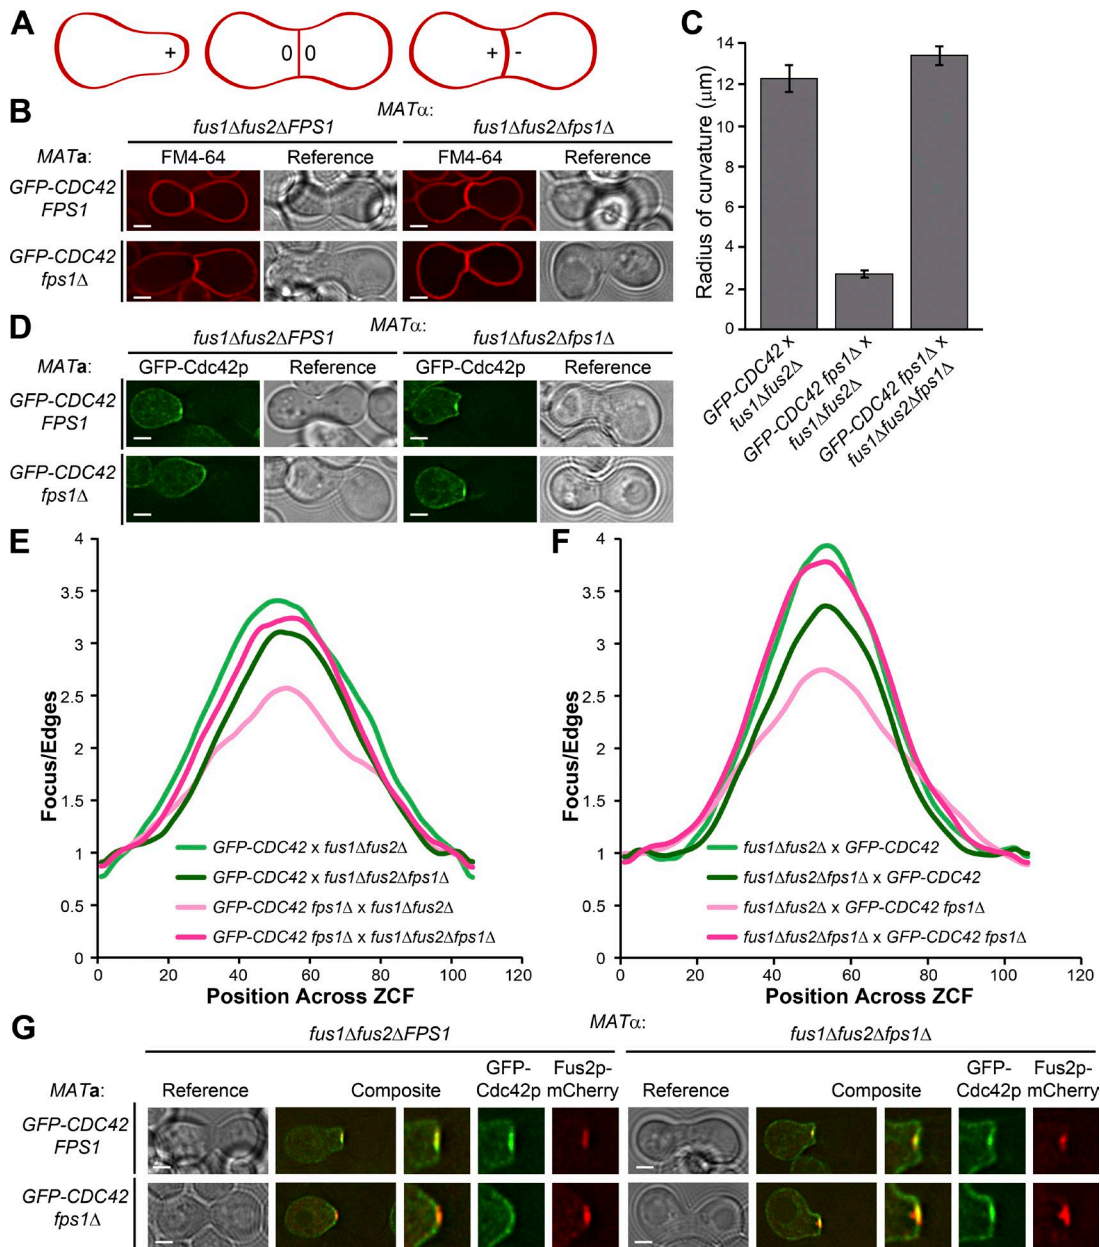 A
+
0 0
+ -
B
MATα:
fus1Δfus2ΔFPS1 fus1Δfus2Δfps1Δ
MATa: FM4-64 Reference FM4-64 Reference
GFP-CDC42
FPS1
GFP-CDC42
fps1Δ
C
Radius of curvature (μm)
14
12
10
8
6
4
2
0
GFP-CDC42 x
fus1Δfus2Δ
GFP-CDC42 fps1Δ x
fus1Δfus2Δ
GFP-CDC42 fps1Δ x
fus1Δfus2Δfps1Δ
D
MATα:
fus1Δfus2ΔFPS1 fus1Δfus2Δfps1Δ
MATa: GFP-Cdc42p Reference GFP-Cdc42p Reference
GFP-CDC42
FPS1
GFP-CDC42
fps1Δ
E
Focus/Edges
4
3.5
3
2.5
2
1.5
1
0.5
0
GFP-CDC42 x fus1Δfus2Δ
GFP-CDC42 x fus1Δfus2Δfps1Δ
GFP-CDC42 fps1Δ x fus1Δfus2Δ
GFP-CDC42 fps1Δ x fus1Δfus2Δfps1Δ
0 20 40 60 80 100 120
Position Across ZCF
F
Focus/Edges
4
3.5
3
2.5
2
1.5
1
0.5
0
fus1Δfus2Δ x GFP-CDC42
fus1Δfus2Δfps1Δ x GFP-CDC42
fus1Δfus2Δ x GFP-CDC42 fps1Δ
fus1Δfus2Δfps1Δ x GFP-CDC42 fps1Δ
0 20 40 60 80 100 120
Position Across ZCF
G
MATα:
fus1Δfus2ΔFPS1 fus1Δfus2Δfps1Δ
GFP- Fus2p- GFP- Fus2p-
MATa: Reference Composite Cdc42p mCherry Reference Composite Cdc42p mCherry
GFP-CDC42
FPS1
GFP-CDC42
fps1Δ